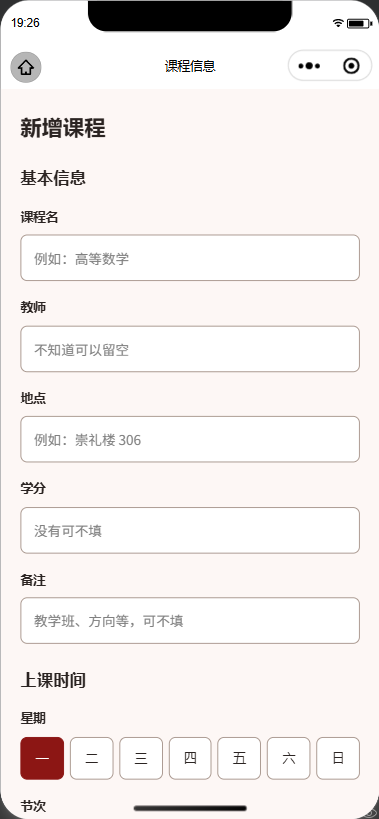 19:26
课程信息
新增课程
基本信息
课程名
例如：高等数学
教师
不知道可以留空
地点
例如：崇礼楼 306
学分
没有可不填
备注
教学班、方向等，可不填
上课时间
星期
一 二 三 四 五 六 日
节次